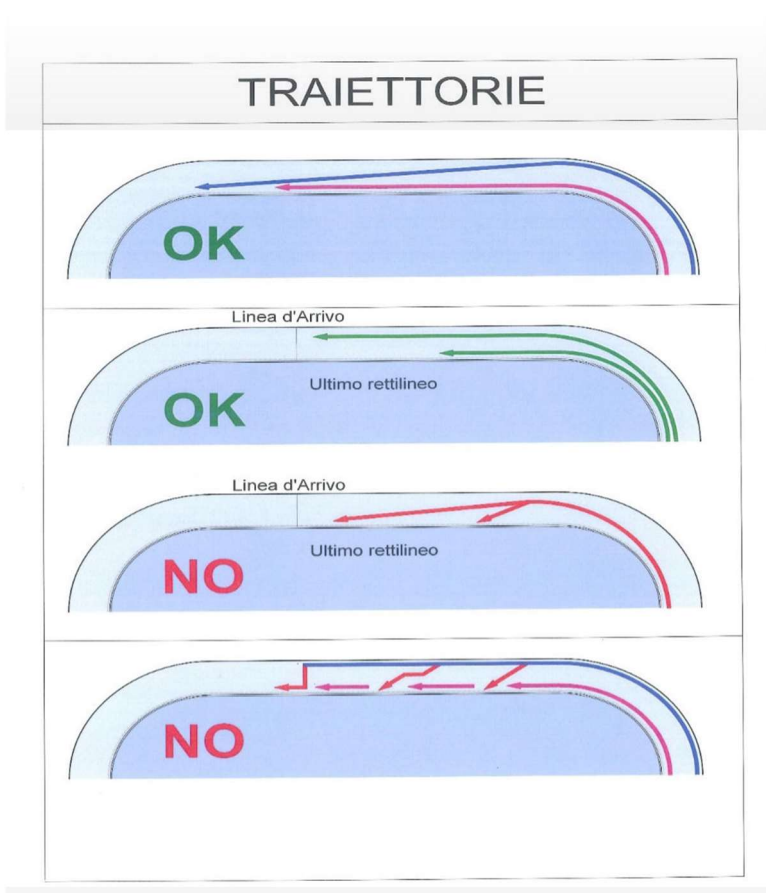 TRAIETTORIE
OK
Linea d'Arrivo
Ultimo rettilineo
OK
Linea d'Arrivo
Ultimo rettilineo
NO
NO